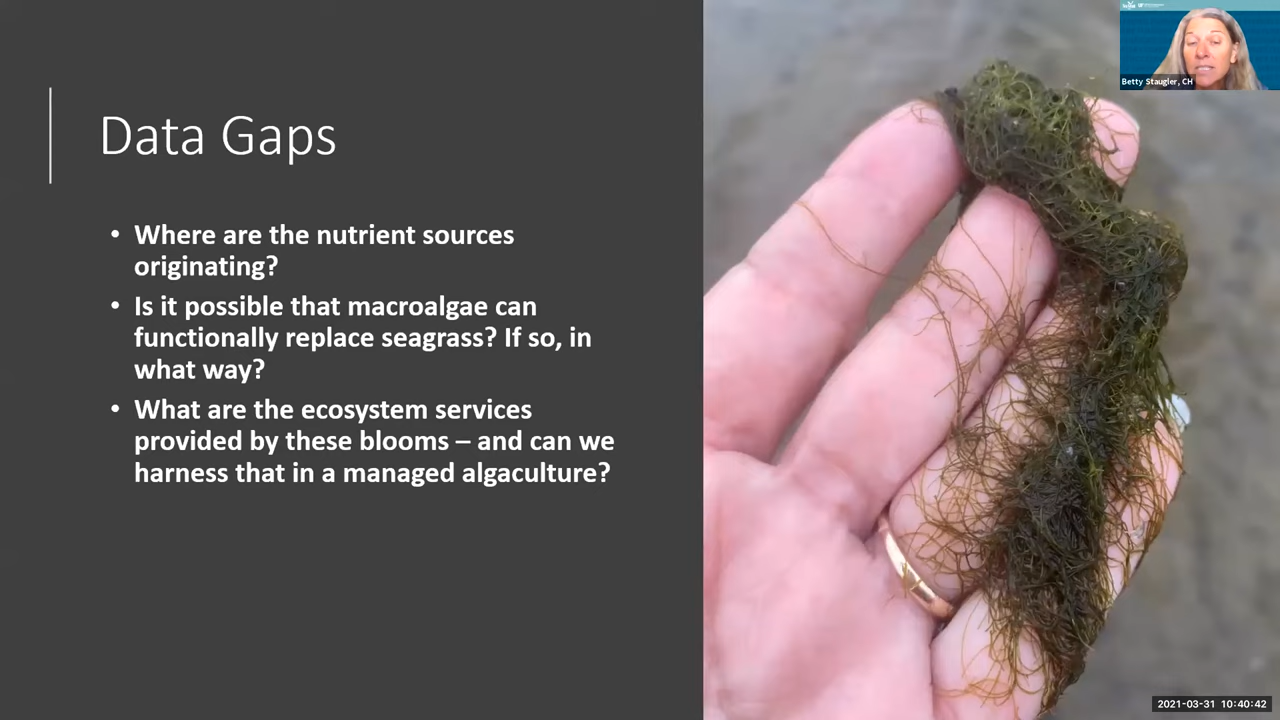 Betty Staugler, CH
Data Gaps
• Where are the nutrient sources
originating?
• Is it possible that macroalgae can
functionally replace seagrass? If so, in
what way?
• What are the ecosystem services
provided by these blooms – and can we
harness that in a managed algaculture?
2021-03-31 10:40:42